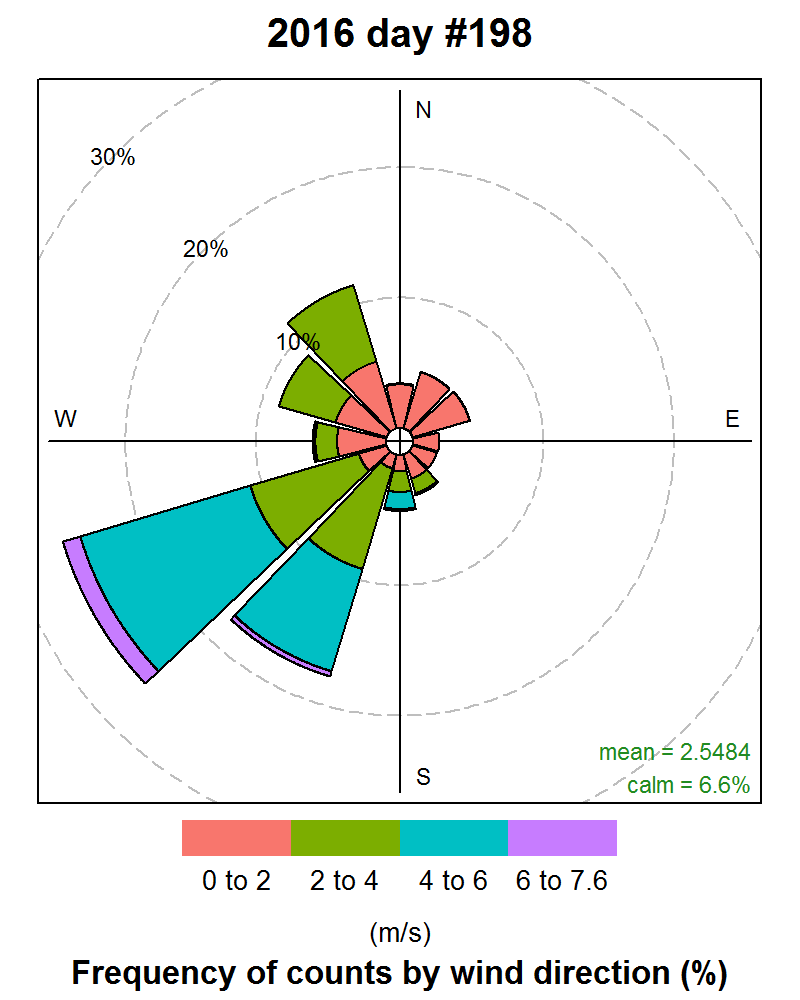 2016 day #198
N
30%
20%
10%
W
E
S
mean = 2.5484
calm = 6.6%
0 to 2 2 to 4 4 to 6 6 to 7.6
(m/s)
Frequency of counts by wind direction (%)